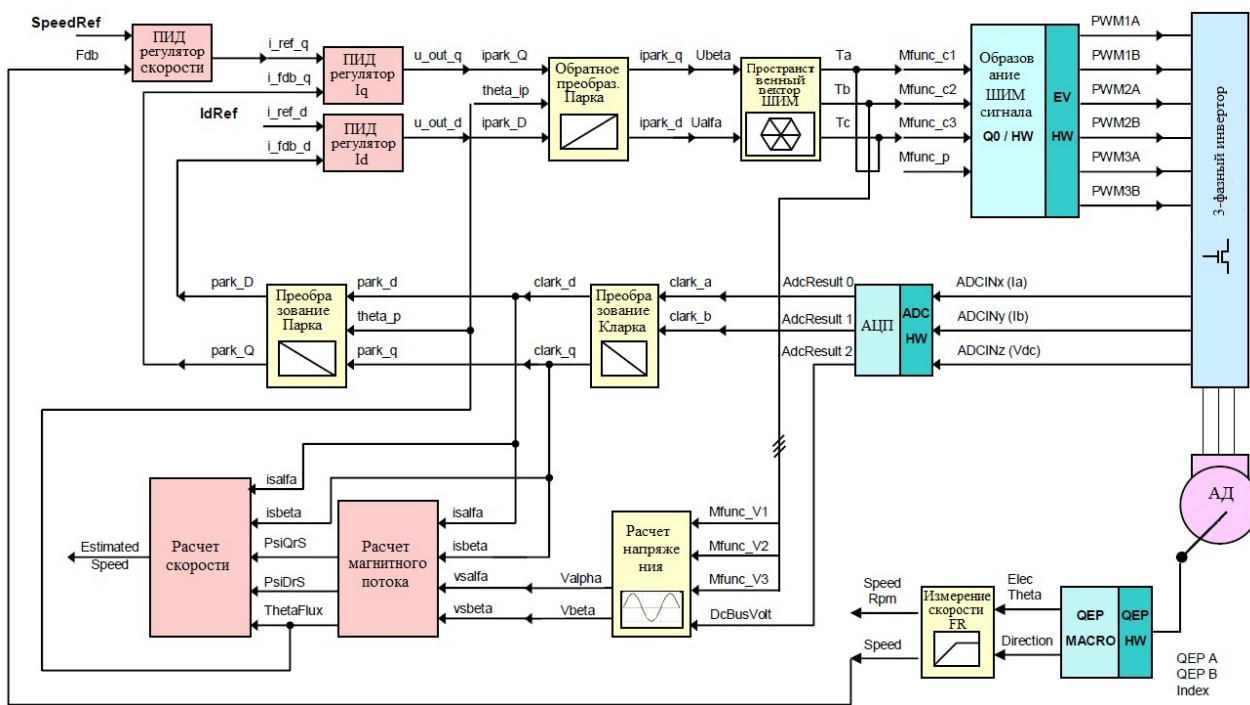 SpeedRef
Fdb
ПИД
регулятор
скорости
i_ref_q
i_fdb_q
IdRef
i_ref_d
i_fdb_d
ПИД
регулятор
Iq
ПИД
регулятор
Id
u_out_q
u_out_d
ipark_Q
theta_ip
ipark_D
Обратное
преобраз.
Парка
ipark_q
ipark_d
Ubeta
Ualfa
Пространст
венный
вектор
ШИМ
Ta
Tb
Tc
Mfunc_c1
Mfunc_c2
Mfunc_c3
Mfunc_p
Образов
ание
ШИМ
сигнала
Q0 / HW
EV
HW
PWM1A
PWM1B
PWM2A
PWM2B
PWM3A
PWM3B
3-фазный инвертор
park_D
park_Q
Преобра
зование
Парка
park_d
theta_p
park_q
clark_d
clark_q
Преобра
зование
Кларка
clark_a
clark_b
AdcResult 0
AdcResult 1
AdcResult 2
АЦП
ADC
HW
ADCINx (Ia)
ADCINy (Ib)
ADCINz (Vdc)
АД
Estimated
Speed
Расчет
скорости
isalfa
isbeta
PsiQrS
PsiDrS
ThetaFlux
Расчет
магнитного
потока
isalfa
isbeta
vsalfa
vsbeta
Valpha
Vbeta
Расчет
напряже
ния
Mfunc_V1
Mfunc_V2
Mfunc_V3
DcBusVolt
Speed
Rpm
Speed
Измерение
скорости
FR
Elec
Theta
Direction
QEP
MACRO
QEP
HW
QEP A
QEP B
Index